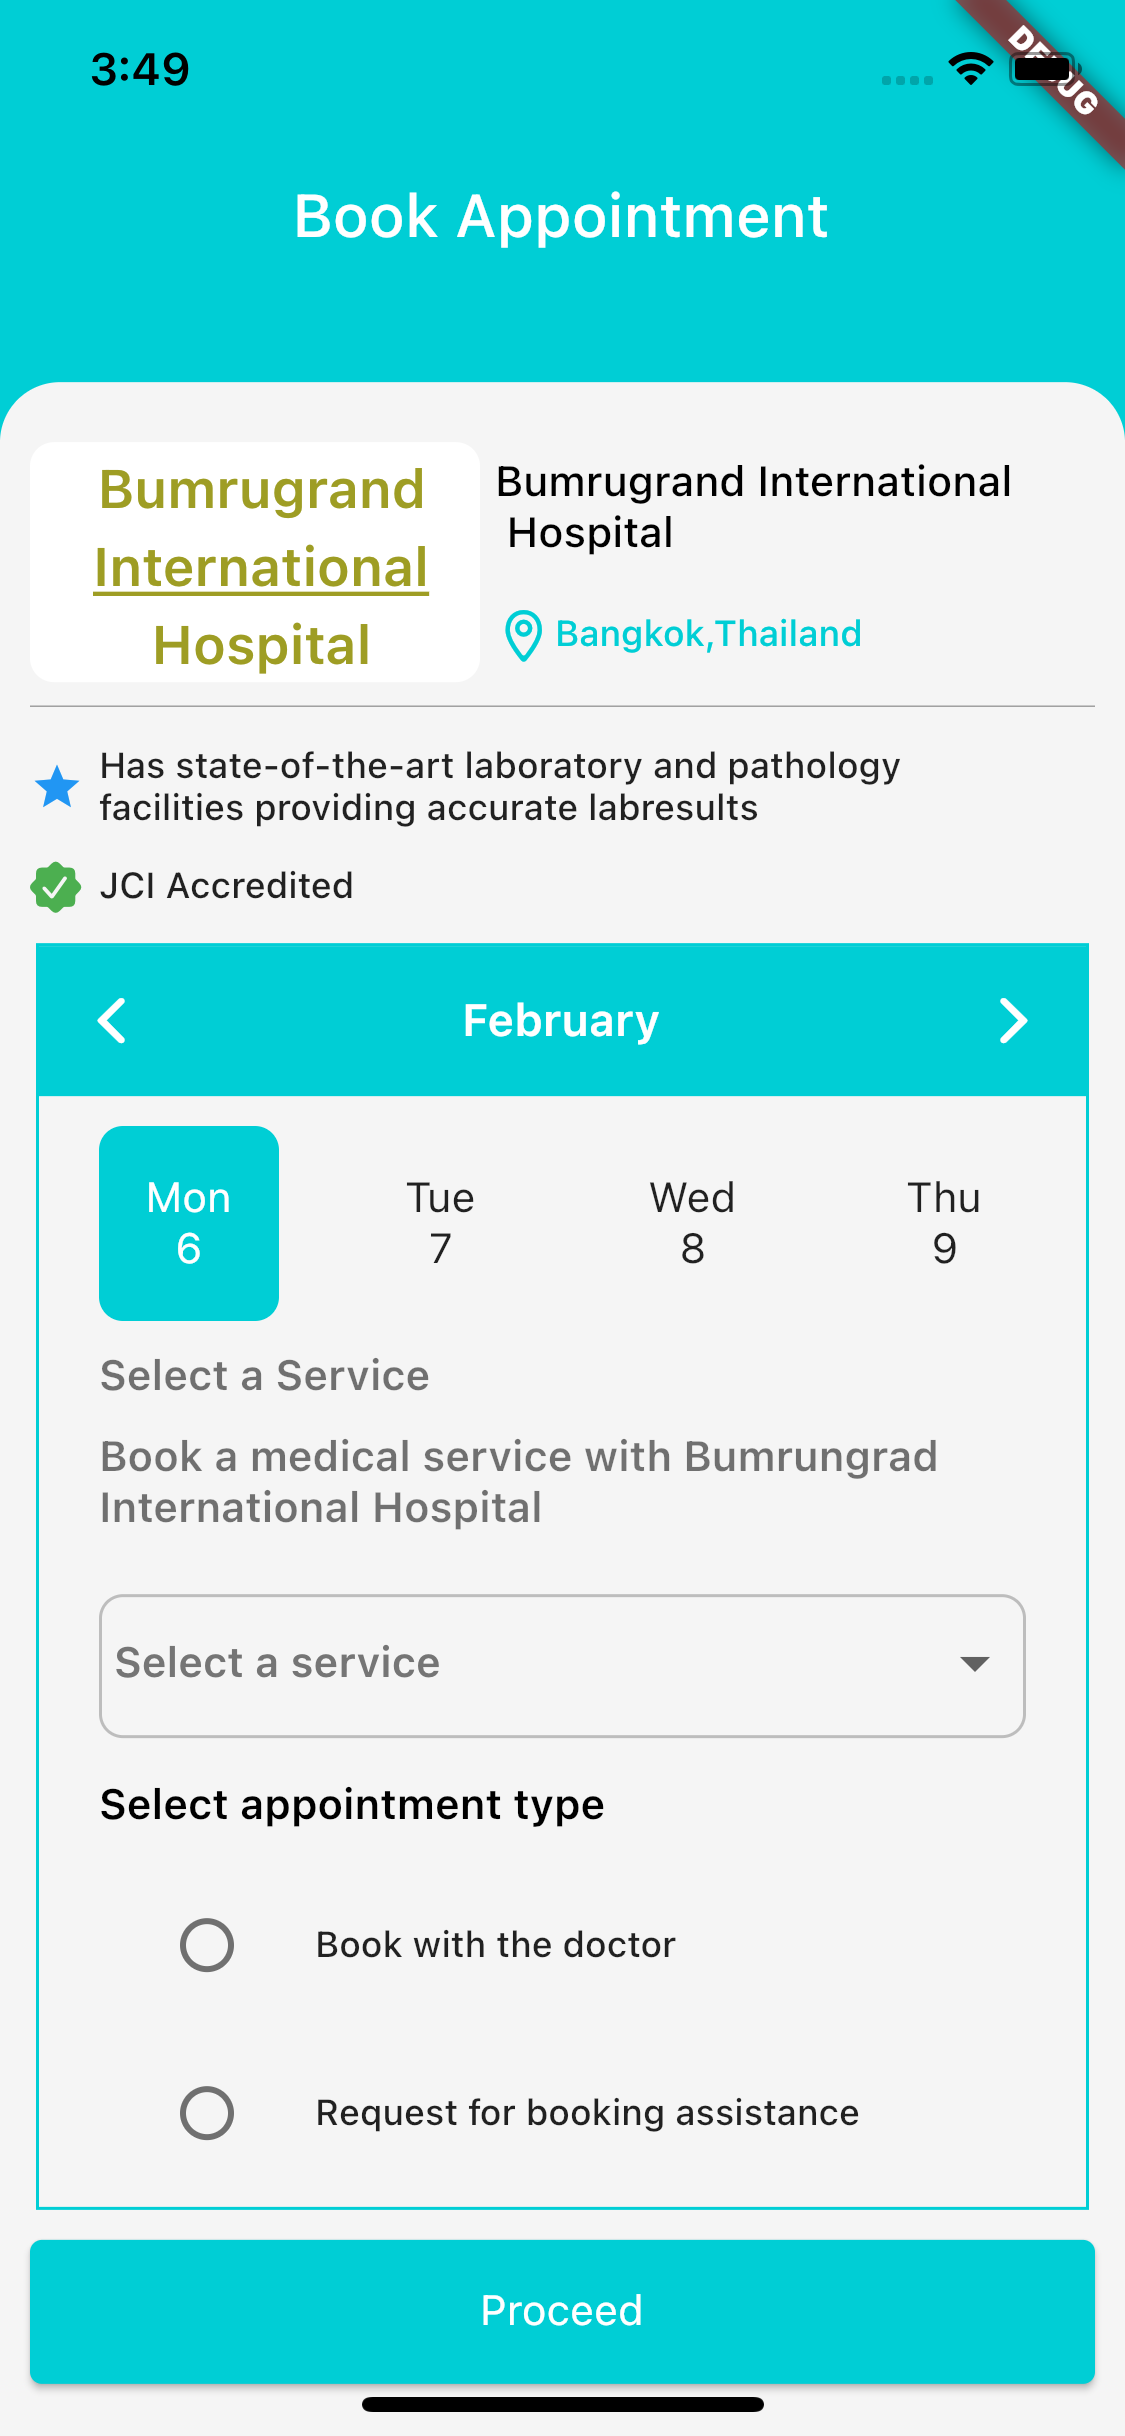 3:49
DEBUG
Book Appointment
Bumrugrand
International
Hospital
Bumrugrand International
Hospital
Bangkok,Thailand
Has state-of-the-art laboratory and pathology
facilities providing accurate labresults
JCI Accredited
February
Mon Tue Wed Thu
6 7 8 9
Select a Service
Book a medical service with Bumrungrad
International Hospital
Select a service
Select appointment type
Book with the doctor
Request for booking assistance
Proceed